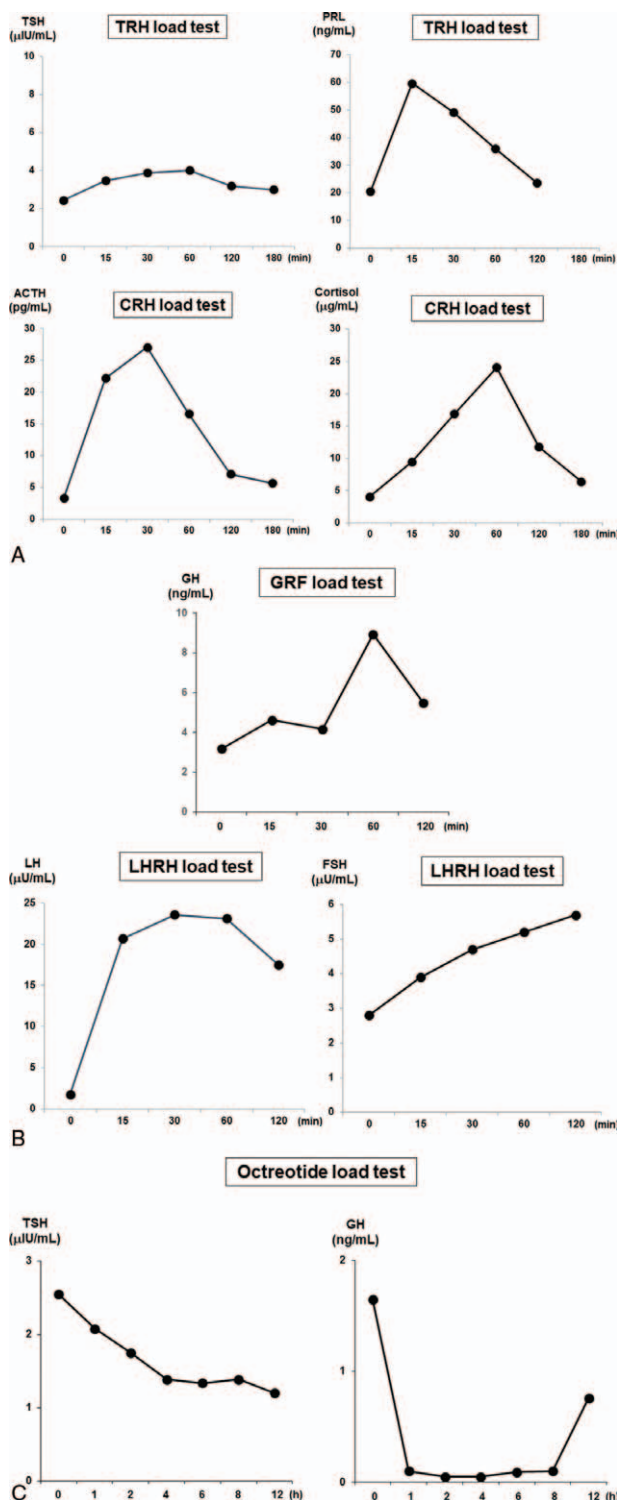 TSH
(μIU/mL)
TRH load test
10
8
6
4
2
0
0 15 30 60 120 180 (min)
PRL
(ng/mL)
TRH load test
70
60
50
40
30
20
10
0
0 15 30 60 120 180 (min)
ACTH
(pg/mL)
CRH load test
30
25
20
15
10
5
0
0 15 30 60 120 180 (min)
Cortisol
(μg/mL)
CRH load test
30
25
20
15
10
5
0
0 15 30 60 120 180 (min)
A
GH
(ng/mL)
GRF load test
10
8
6
4
2
0
0 15 30 60 120 (min)
LH
(μU/mL)
LHRH load test
25
20
15
10
5
0
0 15 30 60 120 (min)
FSH
(μU/mL)
LHRH load test
6
5
4
3
2
1
0
0 15 30 60 120 (min)
B
Octreotide load test
TSH
(μIU/mL)
3
2
1
0
0 1 2 4 6 8 12 (h)
GH
(ng/mL)
2
1
0
0 1 2 4 6 8 12 (h)
C